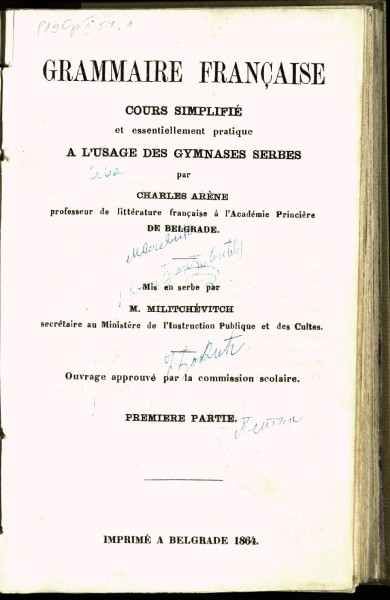 GRAMMAIRE FRANÇAISE
COURS SIMPLIFIÉ
et essentiellement pratique
A L'USAGE DES GYMNASES SERBES
par
CHARLES ARÈNE
professeur de littérature française à l'Académie Princière
DE BELGRADE.
Mis en serbe par
M. MILITCHÉVITCH
secrétaire au Ministère de l'Instruction Publique et des Cultes.
Ouvrage approuvé par la commission scolaire.
PREMIERE PARTIE.
IMPRIMÉ A BELGRADE 1864.